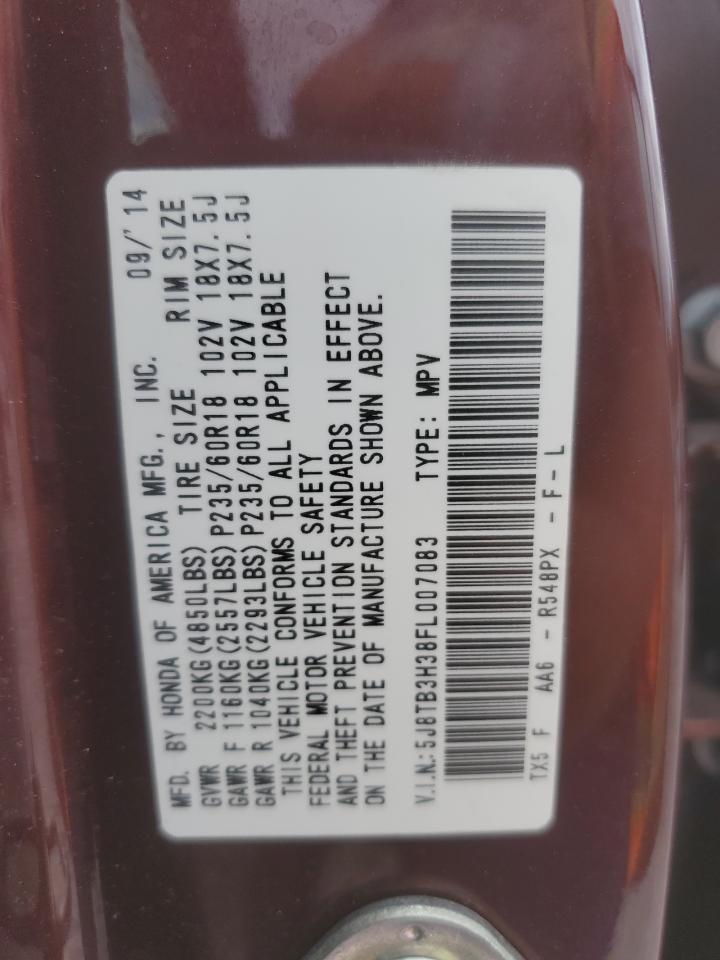 MFD. BY HONDA OF AMERICA MFG., INC. 09/'14
GVWR 2200KG(4850LBS) TIRE SIZE RIM SIZE
GAWR F 1160KG(2557LBS)P235/60R18 102V 18X7.5J
GAWR R 1040KG(2293LBS)P235/60R18 102V 18X7.5J
THIS VEHICLE CONFORMS TO ALL APPLICABLE
FEDERAL MOTOR VEHICLE SAFETY
AND THEFT PREVENTION STANDARDS IN EFFECT
ON THE DATE OF MANUFACTURE SHOWN ABOVE.
V.I.N.: 5J8TB3H38FL007083 TYPE: MPV
TX5 F AA6 - R548PX - F - L